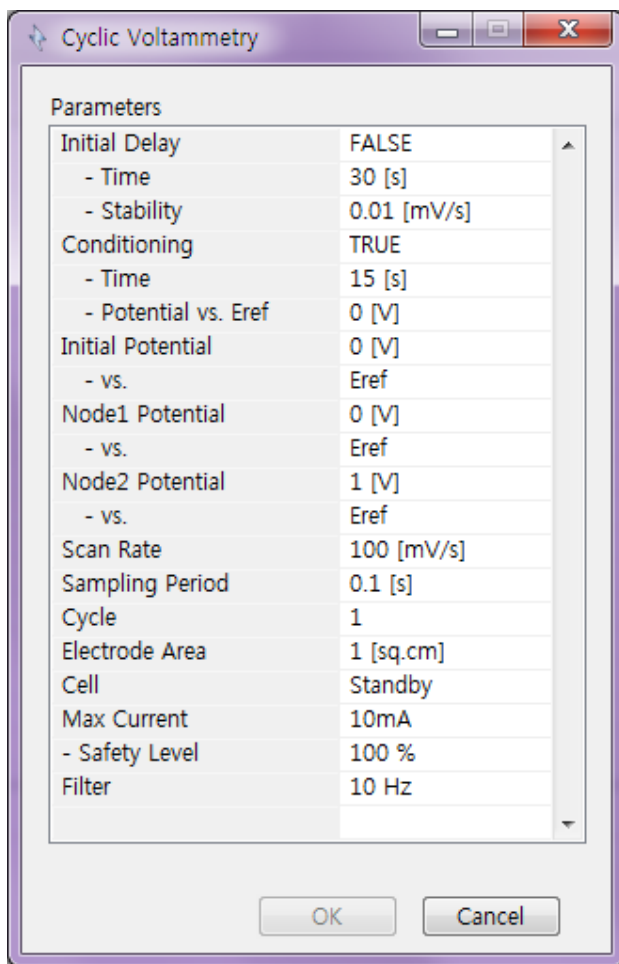 Cyclic Voltammetry
Parameters
Initial Delay FALSE
- Time 30 [s]
- Stability 0.01 [mV/s]
Conditioning TRUE
- Time 15 [s]
- Potential vs. Eref 0 [V]
Initial Potential 0 [V]
- vs. Eref
Node1 Potential 0 [V]
- vs. Eref
Node2 Potential 1 [V]
- vs. Eref
Scan Rate 100 [mV/s]
Sampling Period 0.1 [s]
Cycle 1
Electrode Area 1 [sq.cm]
Cell Standby
Max Current 10mA
- Safety Level 100 %
Filter 10 Hz
OK Cancel